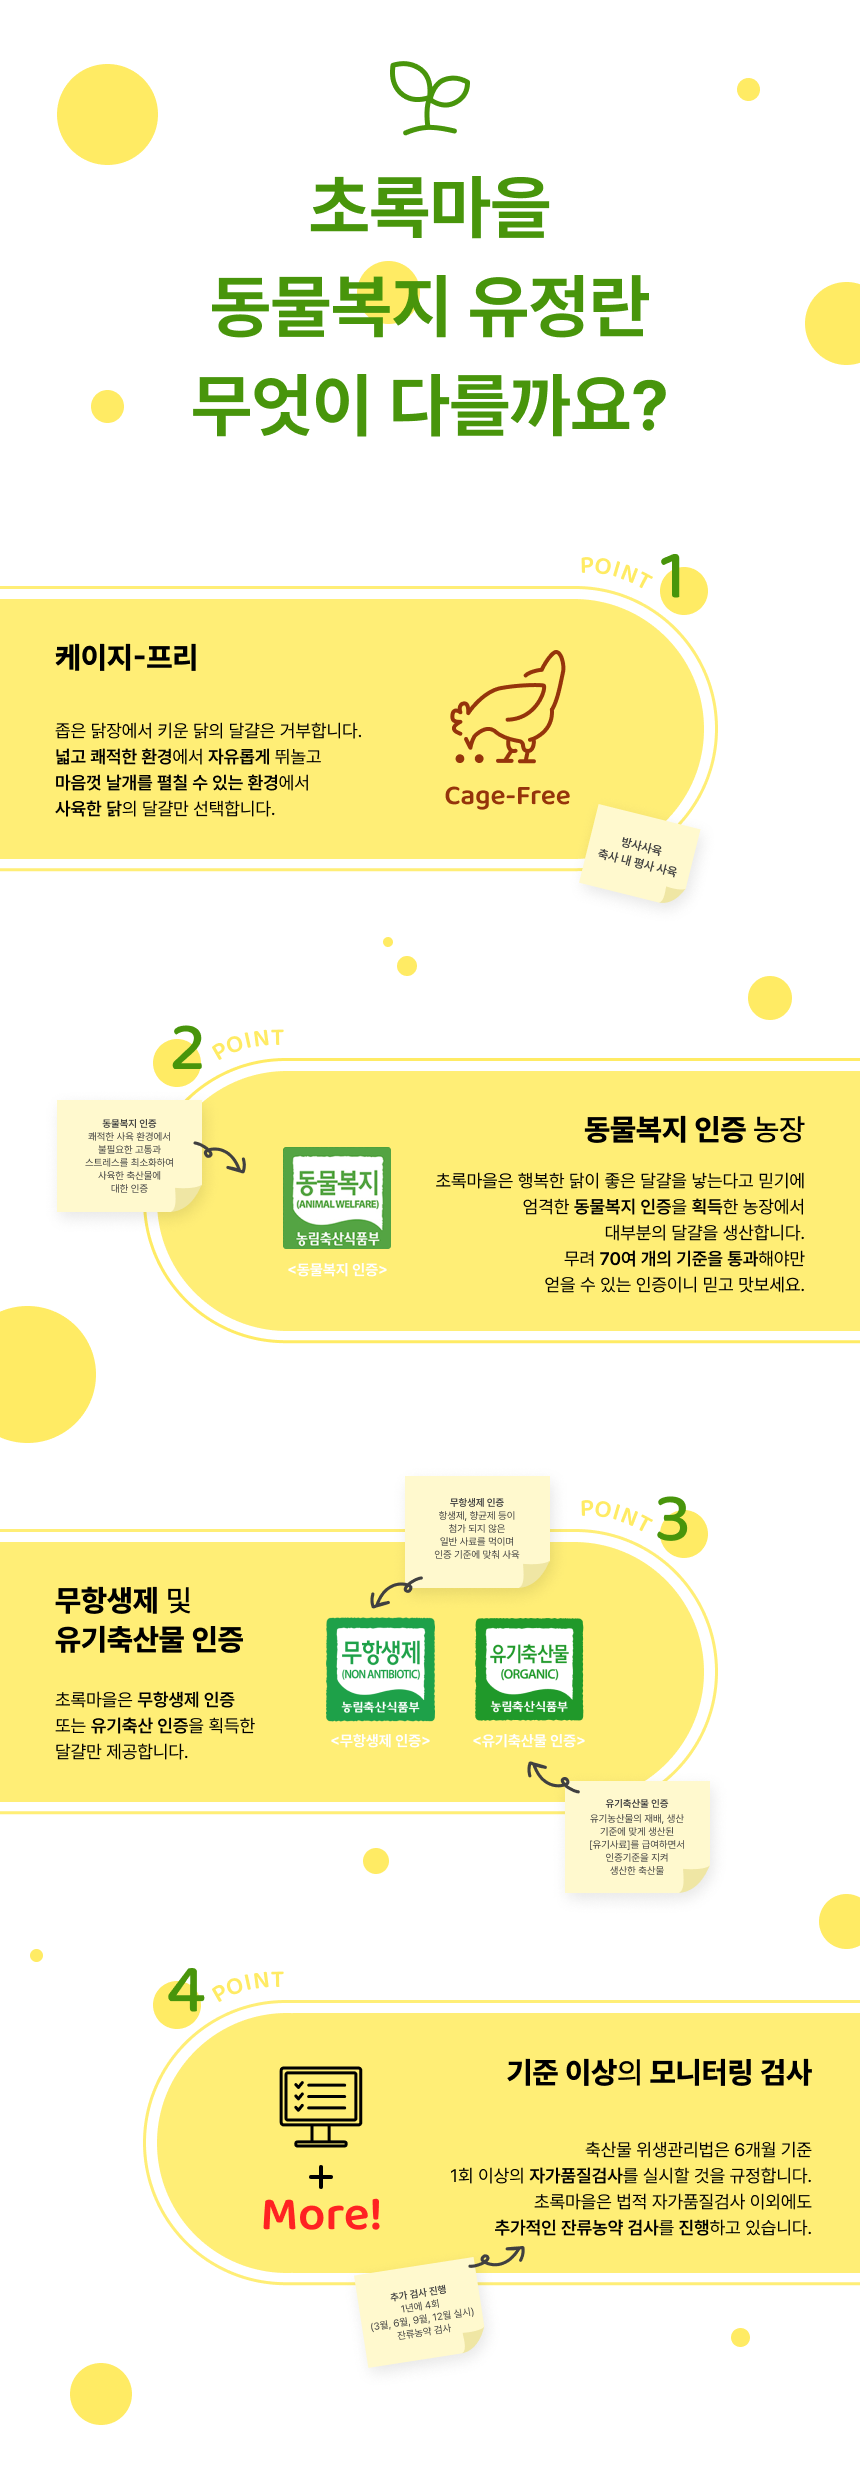 초록마을
동물복지 유정란
무엇이 다를까요?
POINT 1
케이지-프리
좁은 닭장에서 키운 닭의 달걀은 거부합니다.
넓고 쾌적한 환경에서 자유롭게 뛰놀고
마음껏 날개를 펼칠 수 있는 환경에서
사육한 닭의 달걀만 선택합니다.
Cage-Free
방사사육
축사 내 평사 사육
2 POINT
동물복지 인증
쾌적한 사육 환경에서
불필요한 고통과
스트레스를 최소화하여
사육한 축산물에
대한 인증
동물복지
(ANIMAL WELFARE)
농림축산식품부
<동물복지 인증>
동물복지 인증 농장
초록마을은 행복한 닭이 좋은 달걀을 낳는다고 믿기에
엄격한 동물복지 인증을 획득한 농장에서
대부분의 달걀을 생산합니다.
무려 70여 개의 기준을 통과해야만
얻을 수 있는 인증이니 믿고 맛보세요.
POINT 3
무항생제 인증
항생제, 항균제 등이
첨가 되지 않은
일반 사료를 먹이며
인증 기준에 맞춰 사육
무항생제 및
유기축산물 인증
초록마을은 무항생제 인증
또는 유기축산 인증을 획득한
달걀만 제공합니다.
무항생제
(NON ANTIBIOTIC)
농림축산식품부
<무항생제 인증>
유기축산물
(ORGANIC)
농림축산식품부
<유기축산물 인증>
유기축산물 인증
유기농산물의 재배, 생산
기준에 맞게 생산된
[유기사료]를 급여하면서
인증기준을 지켜
생산한 축산물
4 POINT
기준 이상의 모니터링 검사
축산물 위생관리법은 6개월 기준
1회 이상의 자가품질검사를 실시할 것을 규정합니다.
초록마을은 법적 자가품질검사 이외에도
추가적인 잔류농약 검사를 진행하고 있습니다.
+
More!
추가 검사 진행
1년에 4회
(3월, 6월, 9월, 12월 실시)
잔류농약 검사